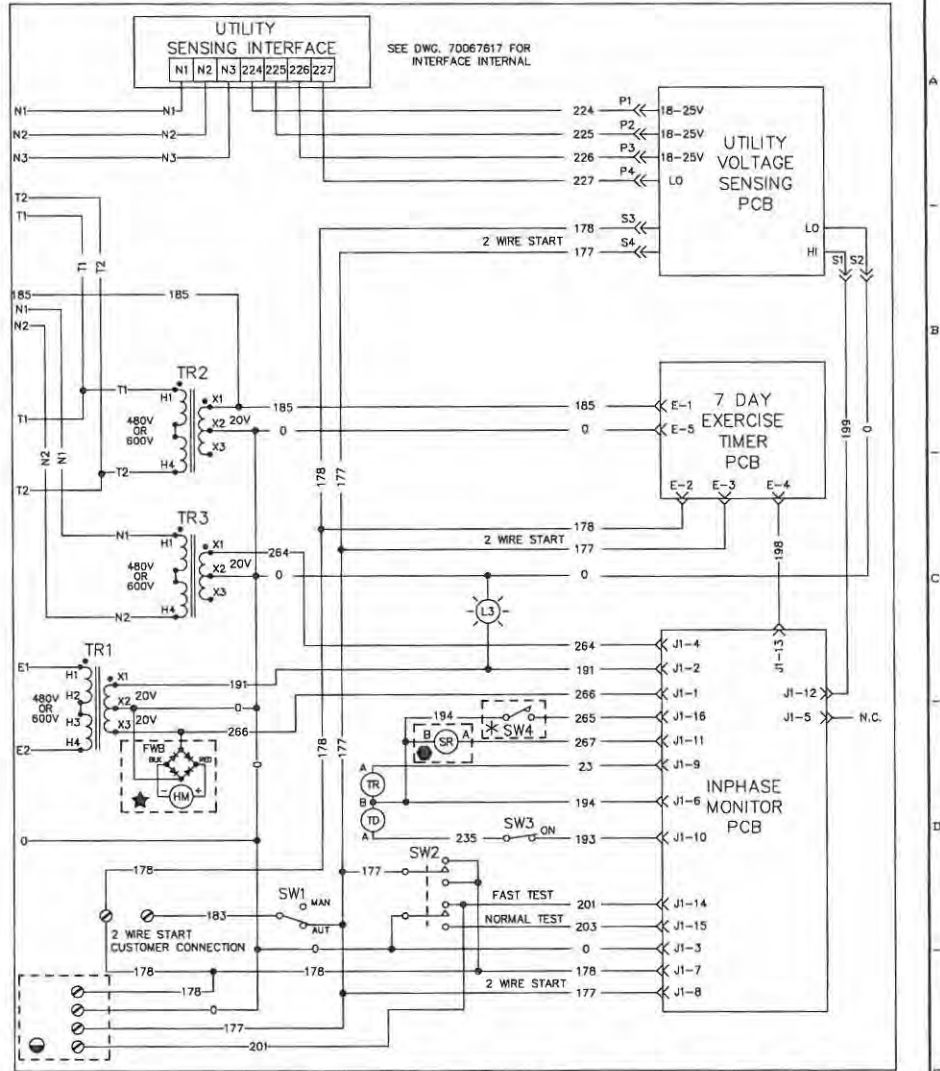 UTILITY
SENSING INTERFACE
N1 N2 N3 224 225 226 227
SEE DWG. 70067617 FOR
INTERFACE INTERNAL
A
N1 N1
N2 N2
N3 N3
224 P1 18-25V
225 P2 18-25V
226 P3 18-25V
227 P4 LO
UTILITY
VOLTAGE
SENSING
PCB
T2
T1
178 S3
2 WIRE START 177 S4
LO
HI
S1 S2
T1 T2
185 185
N1
N2
B
TR2
T1 H1 X1 185 185 E-1
480V
OR
600V
X2 20V 0 0 E-5
X3
T1
H4
T2
T2
7 DAY
EXERCISE
TIMER
PCB
E-2 E-3 E-4
N2 N1
178 177
199 0
TR3
N1 H1 X1 264
178
2 WIRE START 177
198
480V
OR
600V
X2 20V 0 0
X3
C
N2 H4
L3
TR1
E1 H1 X1 191
H2 X2 20V 0
480V
OR
600V
H3 20V
X3 266
E2 H4
264 J1-4
191 J1-2
266 J1-1
194 SW4 265 J1-16
B SR A 267 J1-11
A 23 J1-9
TR
B 194 J1-6
TD
A 235 SW3 ON 193 J1-10
J1-13
J1-12
J1-5 N.C.
INPHASE
MONITOR
PCB
D
FWB
BLK RED
- HM +
178 177
0
0
178
177 SW2
FAST TEST 201 J1-14
NORMAL TEST 203 J1-15
183 SW1 MAN
AUT
2 WIRE START
CUSTOMER CONNECTION
0 0 J1-3
178 178 178 J1-7
2 WIRE START 177 J1-8
178
0
177
201